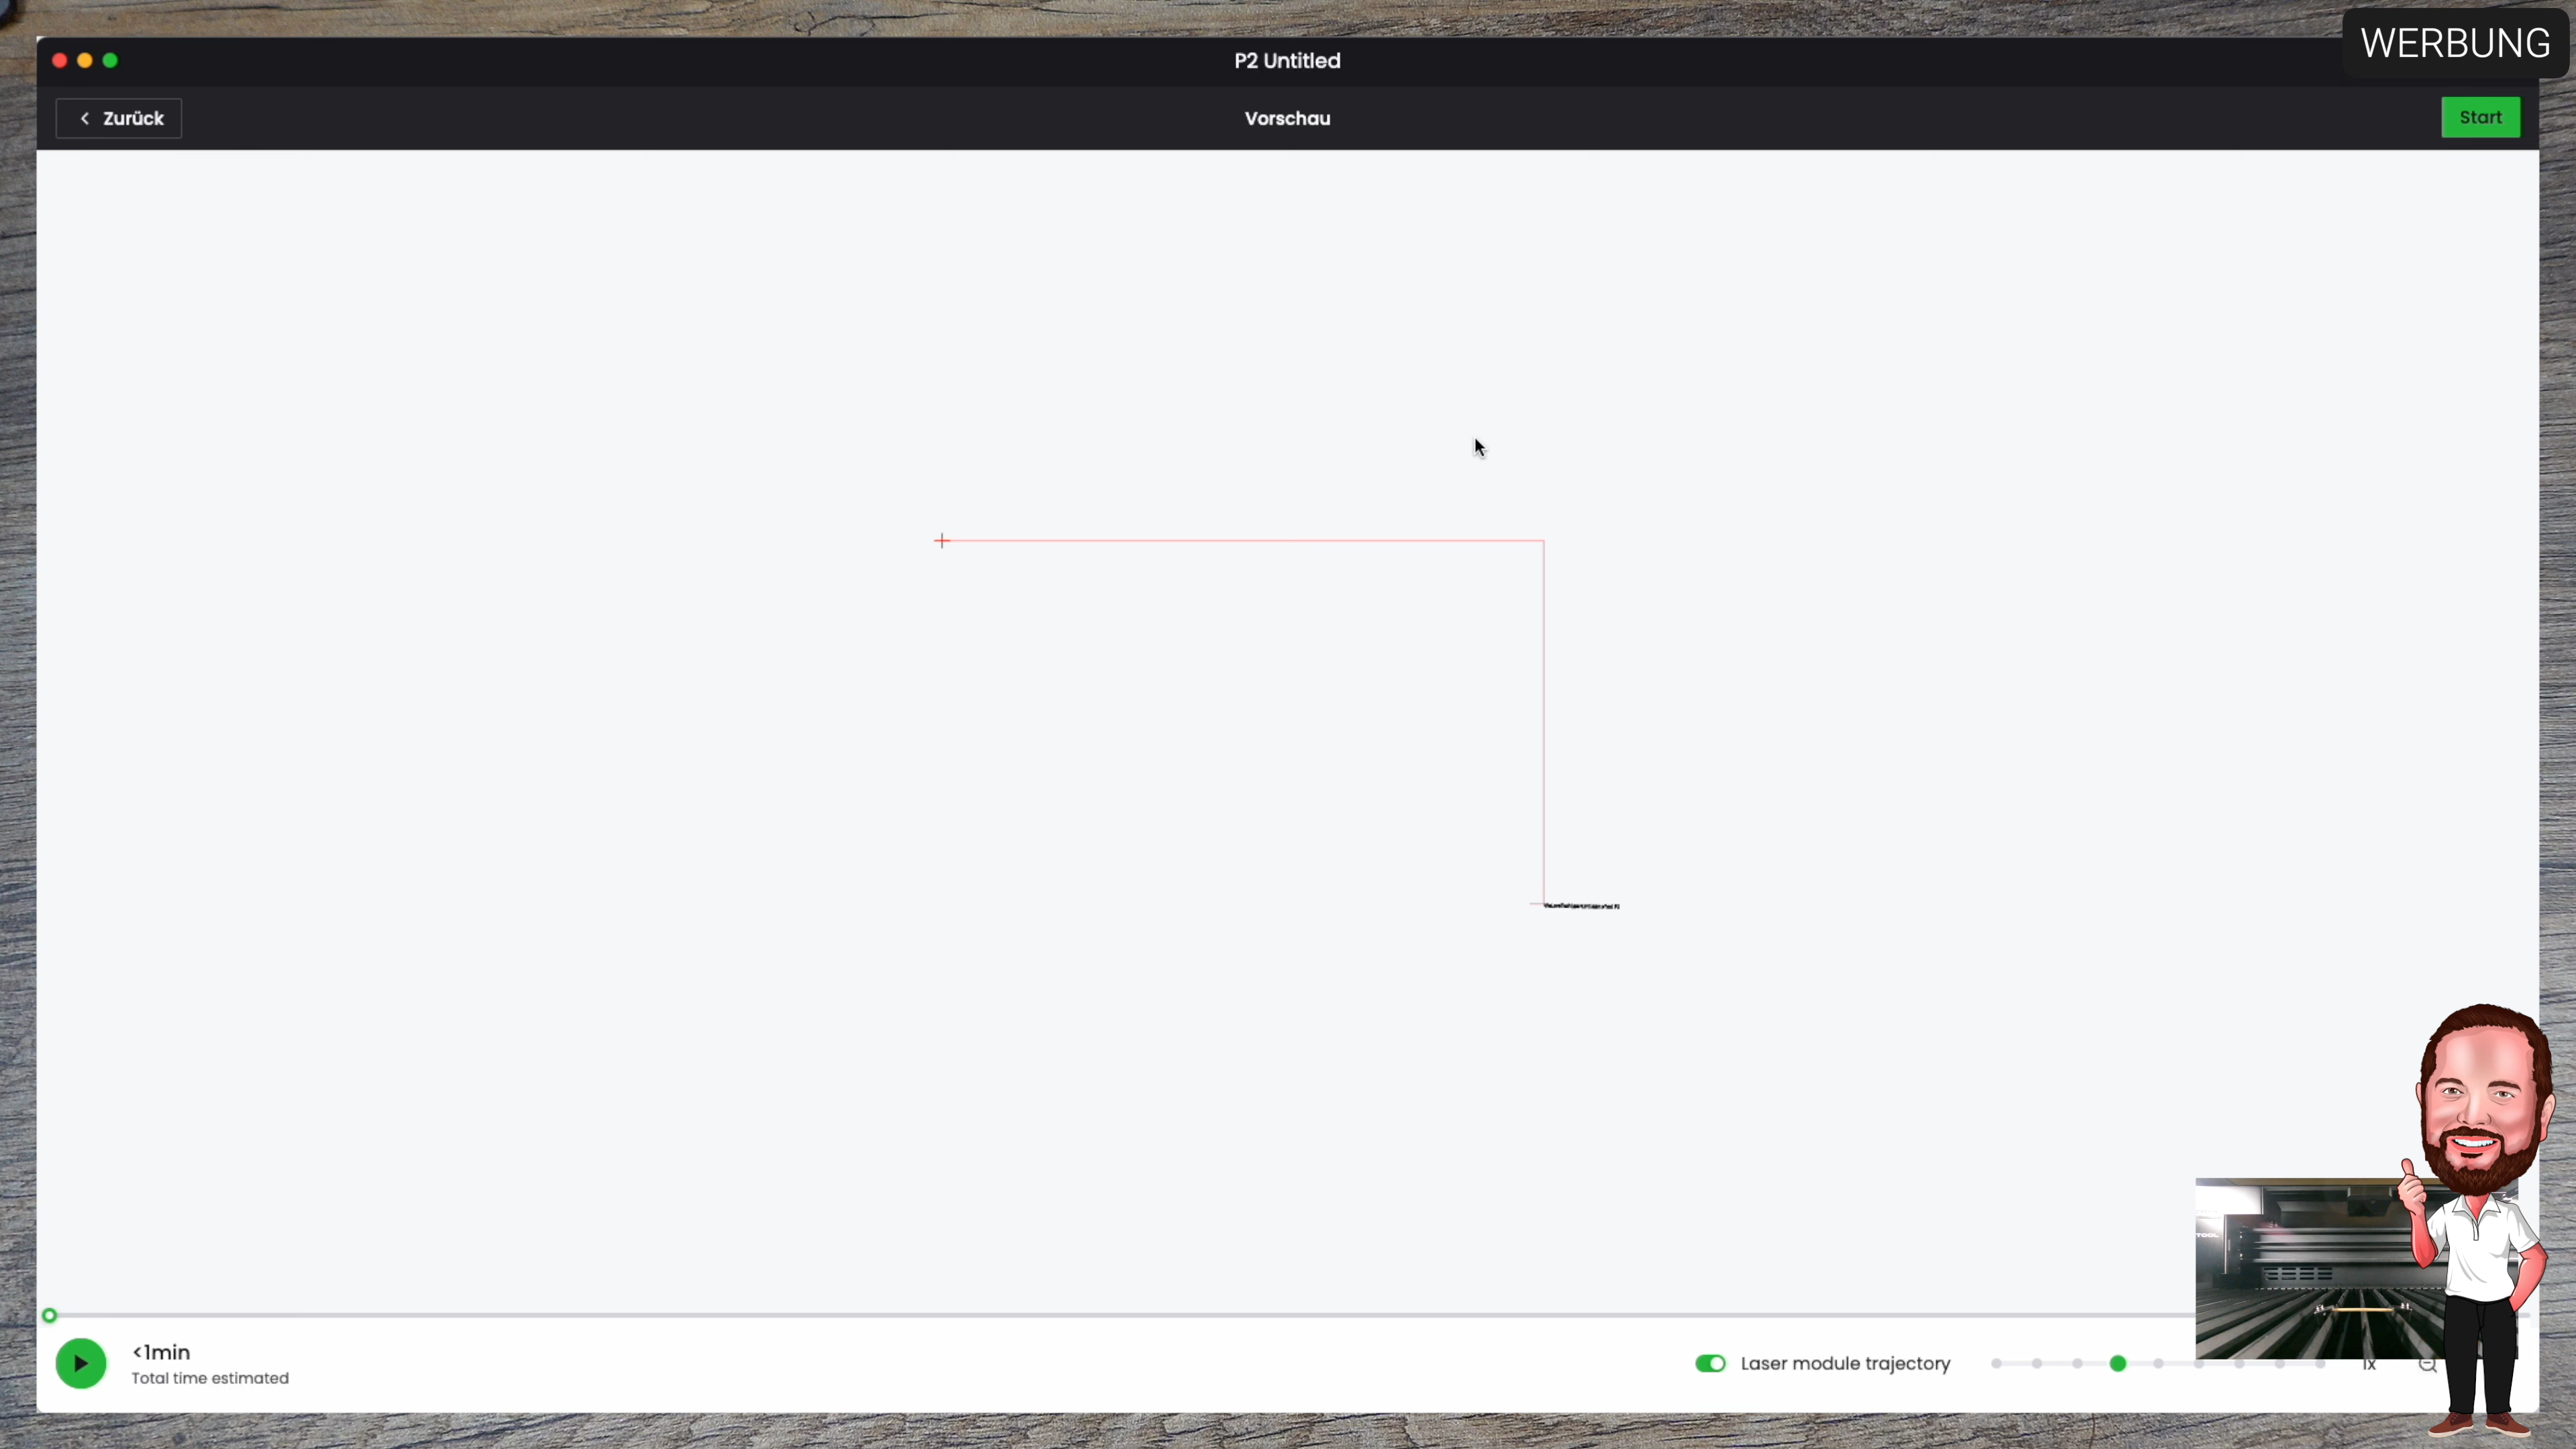 WERBUNG
P2 Untitled
Zurück
Vorschau
Start
<1min
Total time estimated
Laser module trajectory
1x